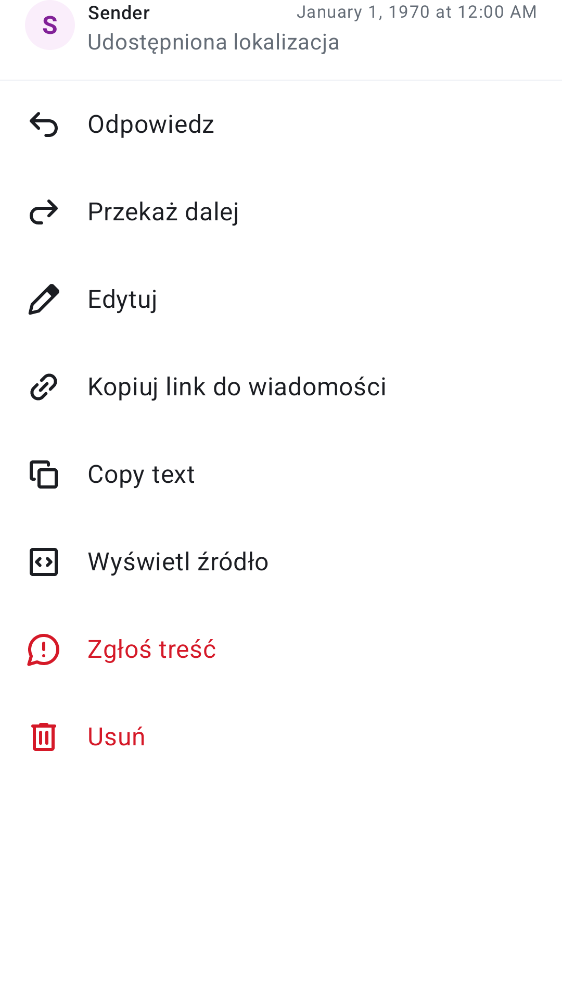 S
Sender
January 1, 1970 at 12:00 AM
Udostępniona lokalizacja
Odpowiedz
Przekaż dalej
Edytuj
Kopiuj link do wiadomości
Copy text
Wyświetl źródło
Zgłoś treść
Usuń